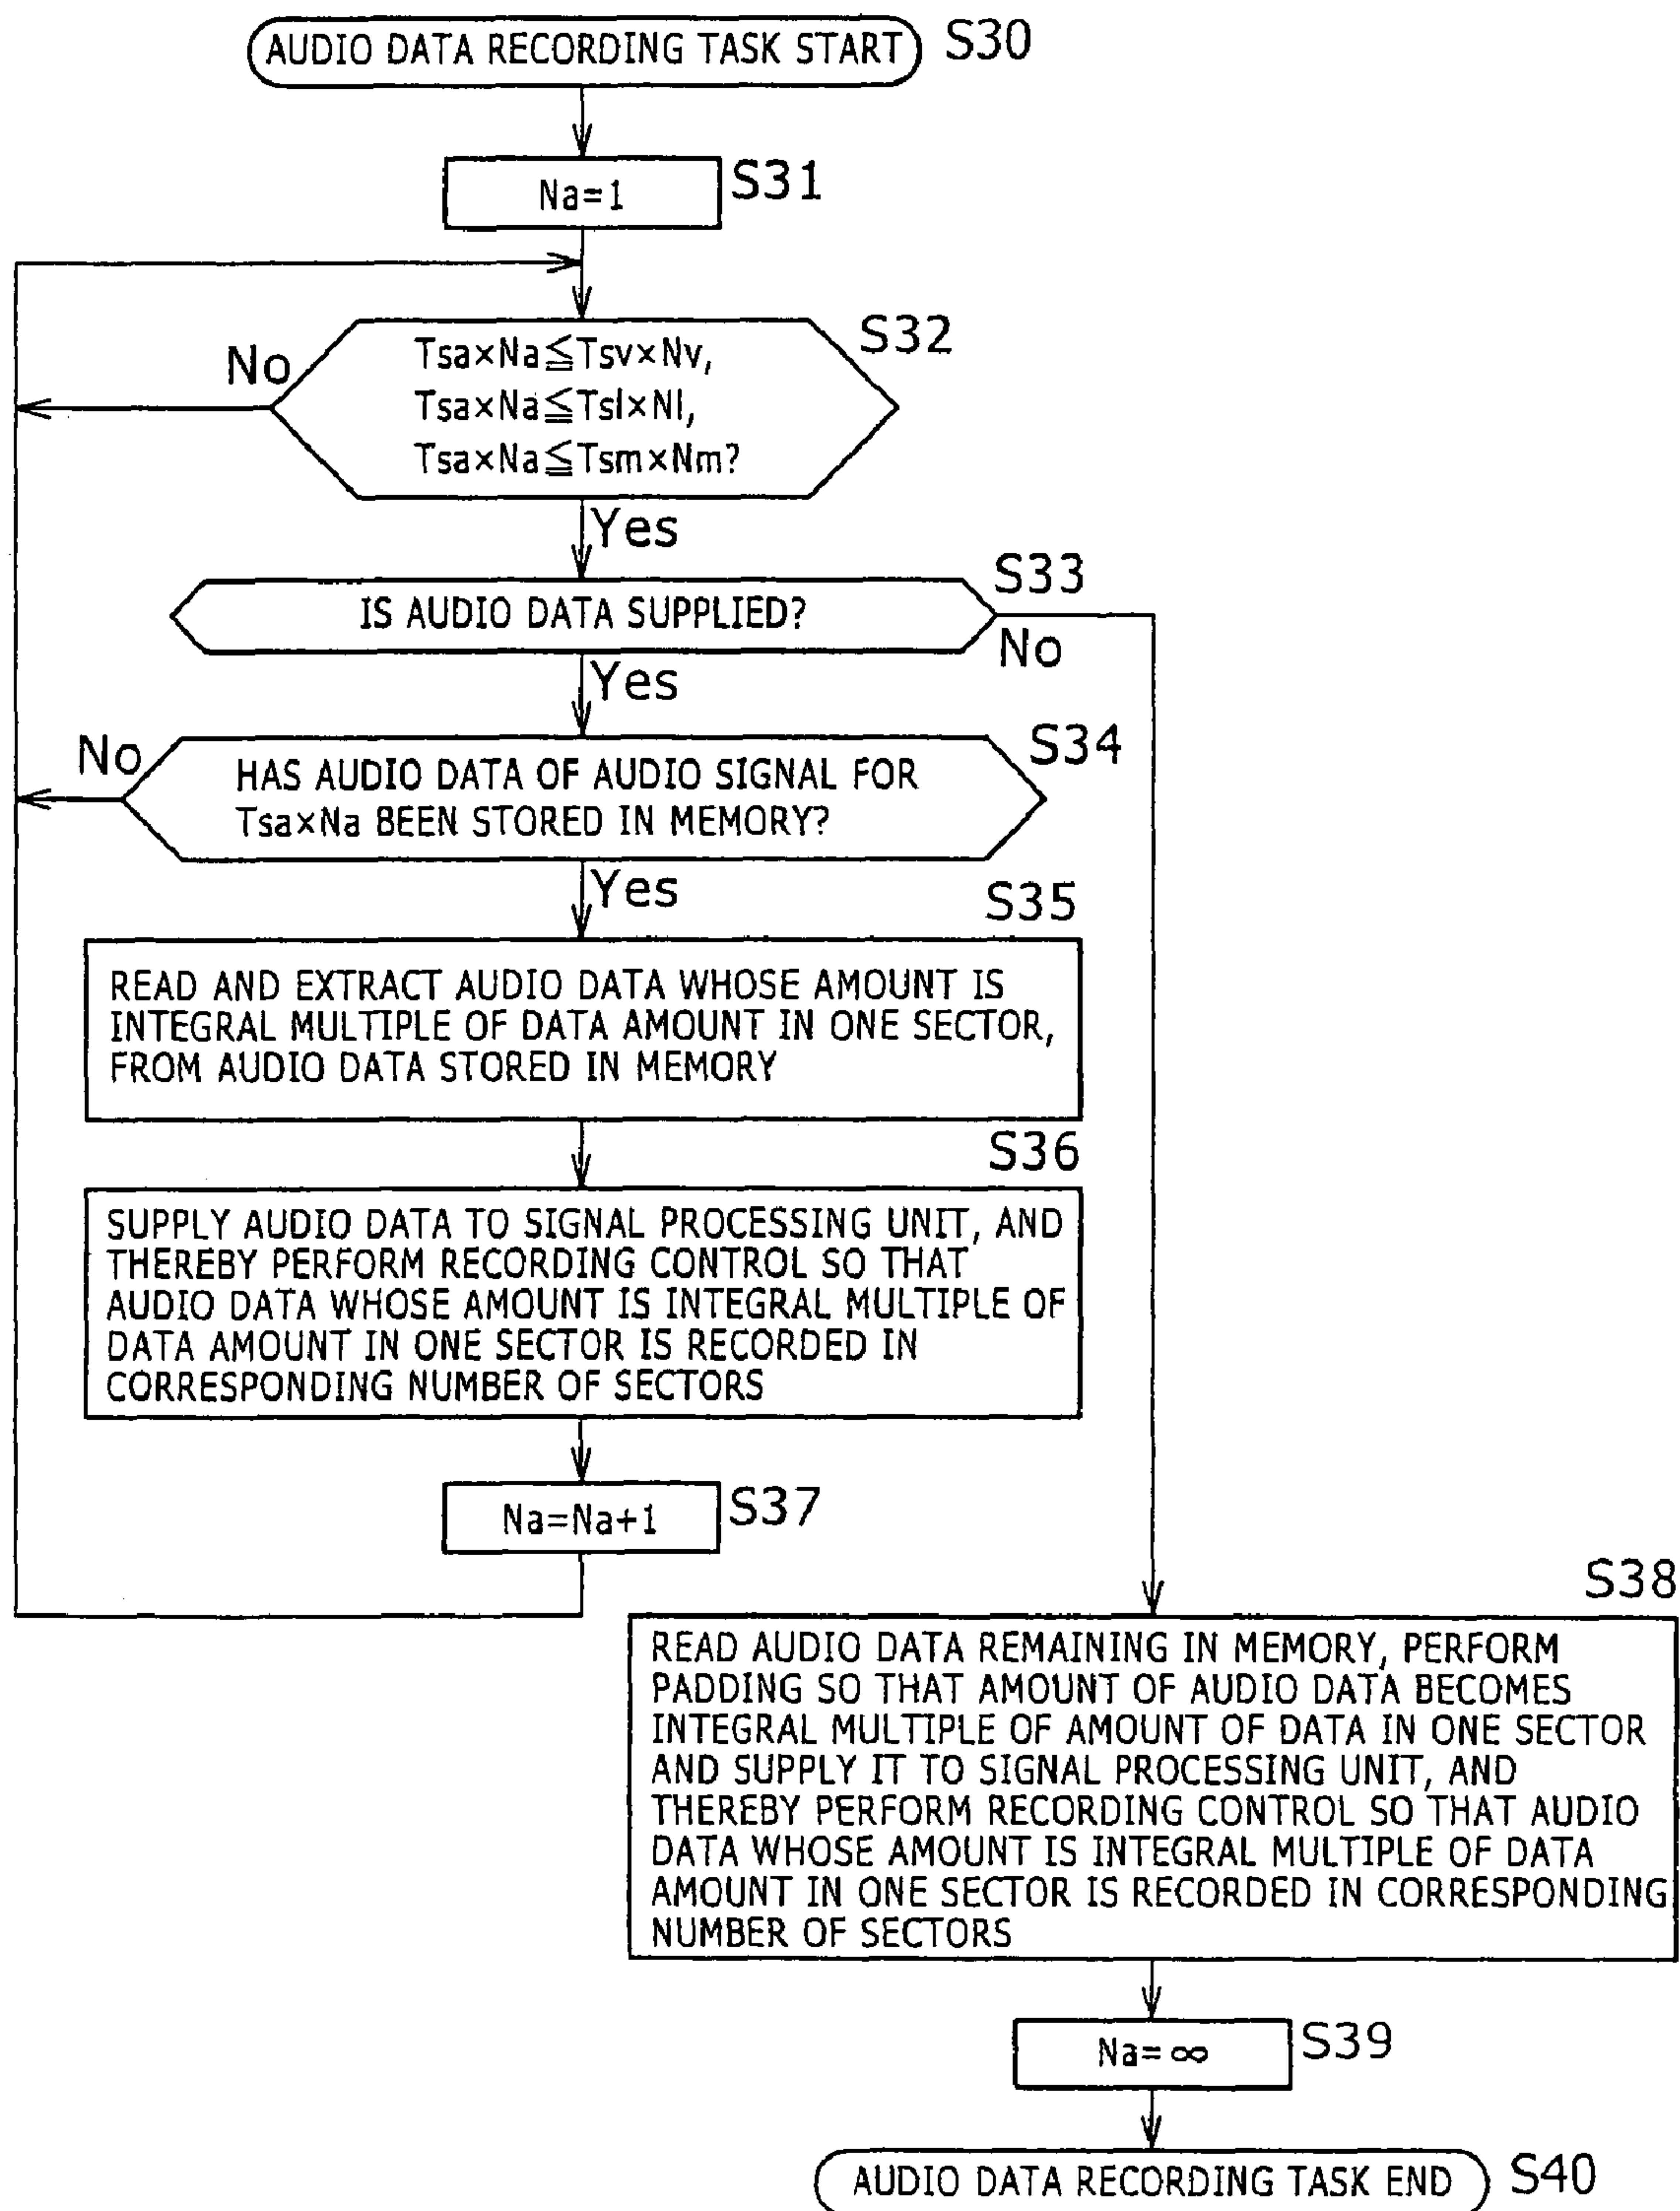 AUDIO DATA RECORDING TASK START
S30
Na=1
S31
Tsa×Na≦Tsv×Nv,
Tsa×Na≦Tsl×Nl,
Tsa×Na≦Tsm×Nm?
S32
No
Yes
IS AUDIO DATA SUPPLIED?
S33
No
Yes
HAS AUDIO DATA OF AUDIO SIGNAL FOR
Tsa×Na BEEN STORED IN MEMORY?
S34
No
Yes
S35
READ AND EXTRACT AUDIO DATA WHOSE AMOUNT IS
INTEGRAL MULTIPLE OF DATA AMOUNT IN ONE SECTOR,
FROM AUDIO DATA STORED IN MEMORY
S36
SUPPLY AUDIO DATA TO SIGNAL PROCESSING UNIT, AND
THEREBY PERFORM RECORDING CONTROL SO THAT
AUDIO DATA WHOSE AMOUNT IS INTEGRAL MULTIPLE OF
DATA AMOUNT IN ONE SECTOR IS RECORDED IN
CORRESPONDING NUMBER OF SECTORS
Na=Na+1
S37
S38
READ AUDIO DATA REMAINING IN MEMORY, PERFORM
PADDING SO THAT AMOUNT OF AUDIO DATA BECOMES
INTEGRAL MULTIPLE OF AMOUNT OF DATA IN ONE SECTOR
AND SUPPLY IT TO SIGNAL PROCESSING UNIT, AND
THEREBY PERFORM RECORDING CONTROL SO THAT AUDIO
DATA WHOSE AMOUNT IS INTEGRAL MULTIPLE OF DATA
AMOUNT IN ONE SECTOR IS RECORDED IN CORRESPONDING
NUMBER OF SECTORS
Na=∞
S39
AUDIO DATA RECORDING TASK END
S40